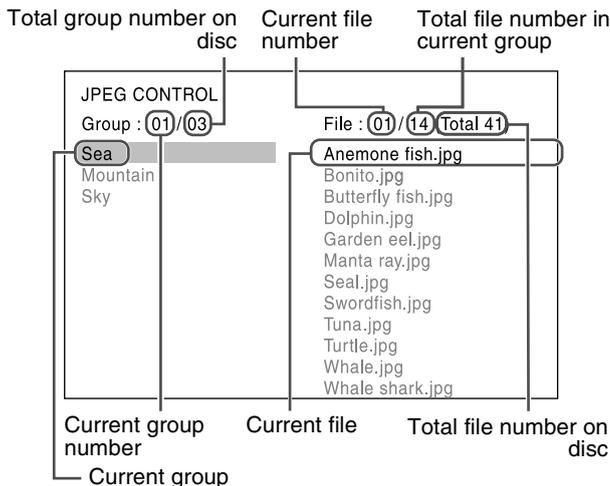 Total group number on
disc
Current file
number
Total file number in
current group
JPEG CONTROL
Group : 01 / 03
File : 01 / 14 Total 41
Sea
Mountain
Sky
Anemone fish.jpg
Bonito.jpg
Butterfly fish.jpg
Dolphin.jpg
Garden eel.jpg
Manta ray.jpg
Seal.jpg
Swordfish.jpg
Tuna.jpg
Turtle.jpg
Whale.jpg
Whale shark.jpg
Current group
number
Current file
Total file number on
disc
Current group